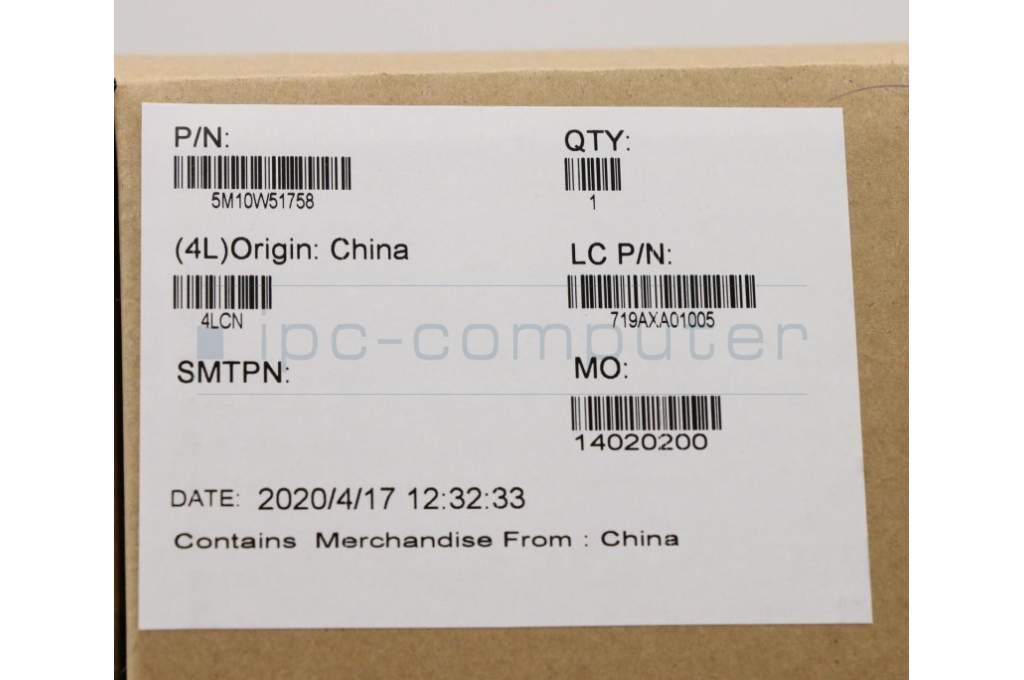 P/N: QTY:
5M10W51758 1
(4L)Origin: China LC P/N:
4LCN 719AXA01005
ipc-computer
SMTPN: MO:
14020200
DATE: 2020/4/17 12:32:33
Contains Merchandise From : China